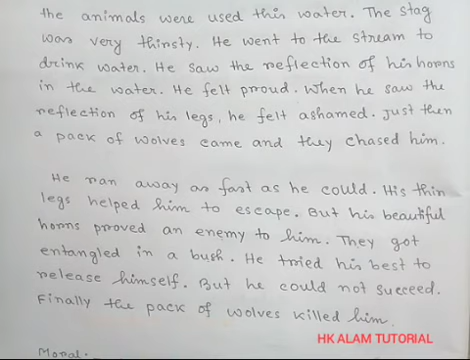 the animals were used this water. The stag
was very thirsty. He went to the stream to
drink water. He saw the reflection of his horns
in the water. He felt proud. When he saw the
reflection of his legs, he felt ashamed. Just then
a pack of wolves came and they chased him.
He ran away as fast as he could. His thin
legs helped him to escape. But his beautiful
horns proved an enemy to him. They got
entangled in a bush. He tried his best to
release himself. But he could not succeed.
Finally the pack of wolves killed him.
HK ALAM TUTORIAL
Moral.